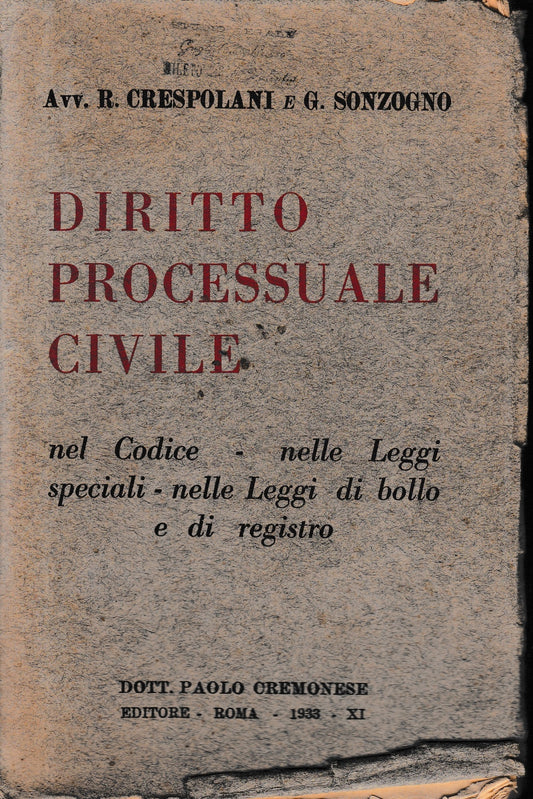 Avv. R. CRESPOLANI E G. SONZOGNO
DIRITTO
PROCESSUALE
CIVILE
nel Codice - nelle Leggi
speciali - nelle Leggi di bollo
e di registro
DOTT. PAOLO CREMONESE
EDITORE - ROMA - 1933 - XI